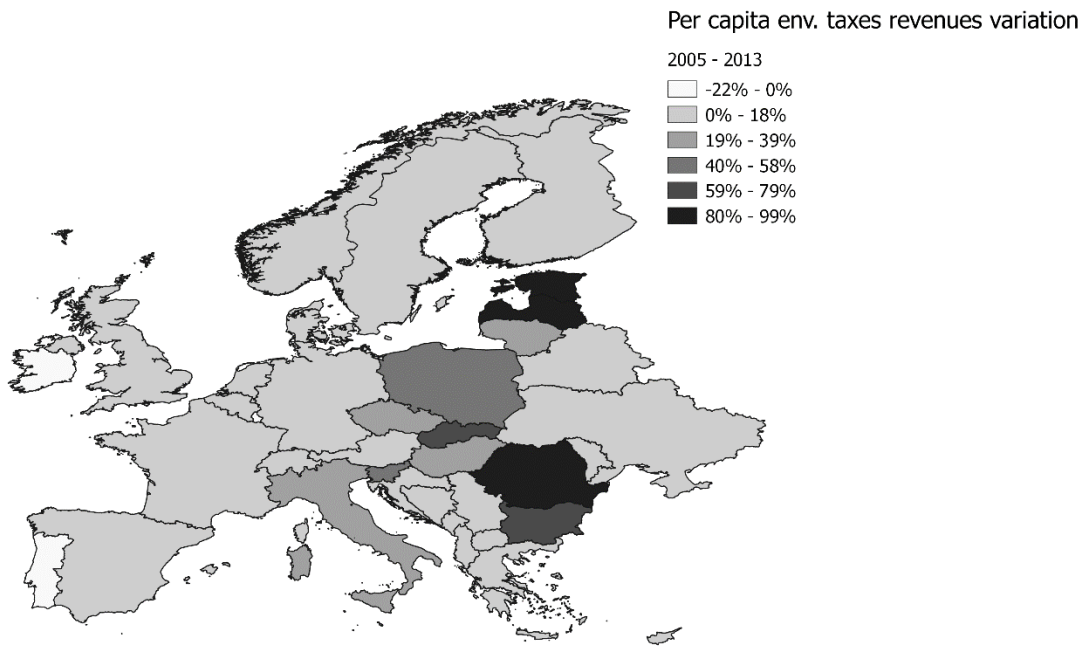 Per capita env. taxes revenues variation
2005 - 2013
-22% - 0%
0% - 18%
19% - 39%
40% - 58%
59% - 79%
80% - 99%